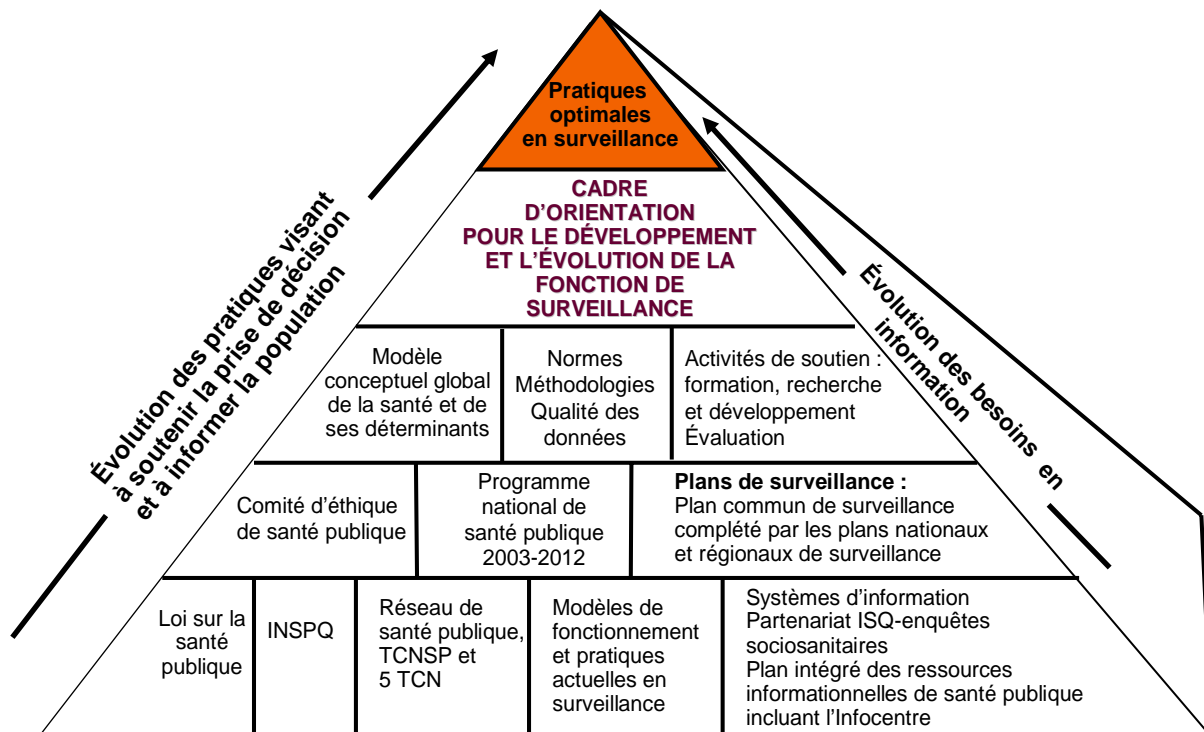 Pratiques
optimales
en surveillance
CADRE
D'ORIENTATION
POUR LE DÉVELOPPEMENT
ET L'ÉVOLUTION DE LA
FONCTION DE
SURVEILLANCE
Évolution des pratiques visant
à soutenir la prise de décision
et à informer la population
Évolution des besoins en
information
Modèle
conceptuel global
de la santé et de
ses déterminants
Normes
Méthodologies
Qualité des
données
Activités de soutien :
formation, recherche
et développement
Évaluation
Comité d'éthique
de santé publique
Programme
national de
santé publique
2003-2012
Plans de surveillance :
Plan commun de surveillance
complété par les plans nationaux
et régionaux de surveillance
Loi sur la
santé
publique
INSPQ
Réseau de
santé publique,
TCNSP et
5 TCN
Modèles de
fonctionnement
et pratiques
actuelles en
surveillance
Systèmes d'information
Partenariat ISQ-enquêtes
sociosanitaires
Plan intégré des ressources
informationnelles de santé publique
incluant l'Infocentre